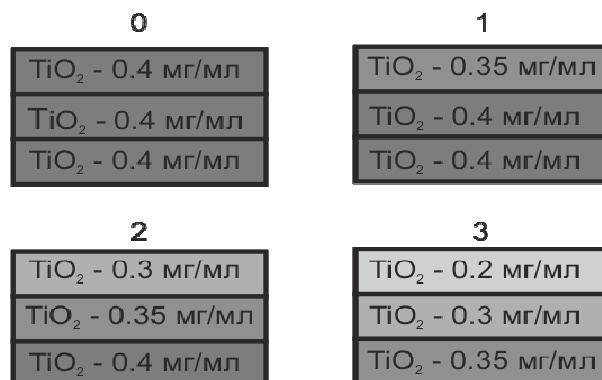 0
TiO₂ - 0.4 мг/мл
TiO₂ - 0.4 мг/мл
TiO₂ - 0.4 мг/мл
1
TiO₂ - 0.35 мг/мл
TiO₂ - 0.4 мг/мл
TiO₂ - 0.4 мг/мл
2
TiO₂ - 0.3 мг/мл
TiO₂ - 0.35 мг/мл
TiO₂ - 0.4 мг/мл
3
TiO₂ - 0.2 мг/мл
TiO₂ - 0.3 мг/мл
TiO₂ - 0.35 мг/мл